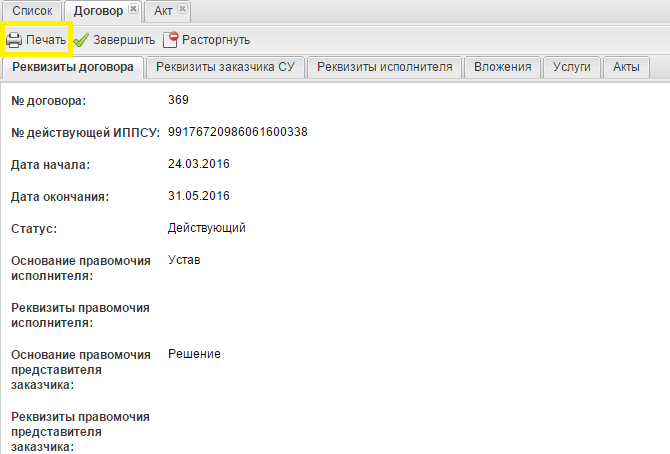 Список Договор Акт
Печать Завершить Расторгнуть
Реквизиты договора Реквизиты заказчика СУ Реквизиты исполнителя Вложения Услуги Акты
№ договора: 369
№ действующей ИППСУ: 99176720986061600338
Дата начала: 24.03.2016
Дата окончания: 31.05.2016
Статус: Действующий
Основание правомочия Устав
исполнителя:
Реквизиты правомочия
исполнителя:
Основание правомочия Решение
представителя
заказчика:
Реквизиты правомочия
представителя
заказчика: